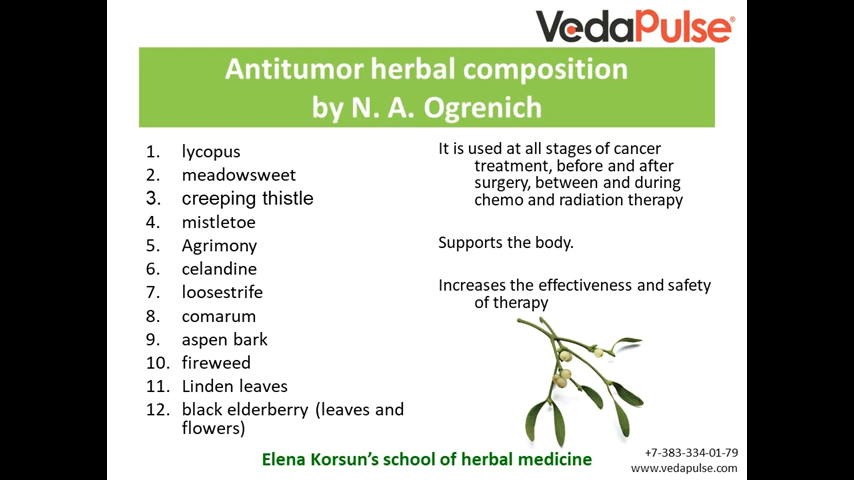 VedaPulse®
Antitumor herbal composition
by N. A. Ogrenich
1. lycopus
2. meadowsweet
3. creeping thistle
4. mistletoe
5. Agrimony
6. celandine
7. loosestrife
8. comarum
9. aspen bark
10. fireweed
11. Linden leaves
12. black elderberry (leaves and
flowers)
It is used at all stages of cancer
treatment, before and after
surgery, between and during
chemo and radiation therapy
Supports the body.
Increases the effectiveness and safety
of therapy
Elena Korsun’s school of herbal medicine
+7-383-334-01-79
www.vedapulse.com